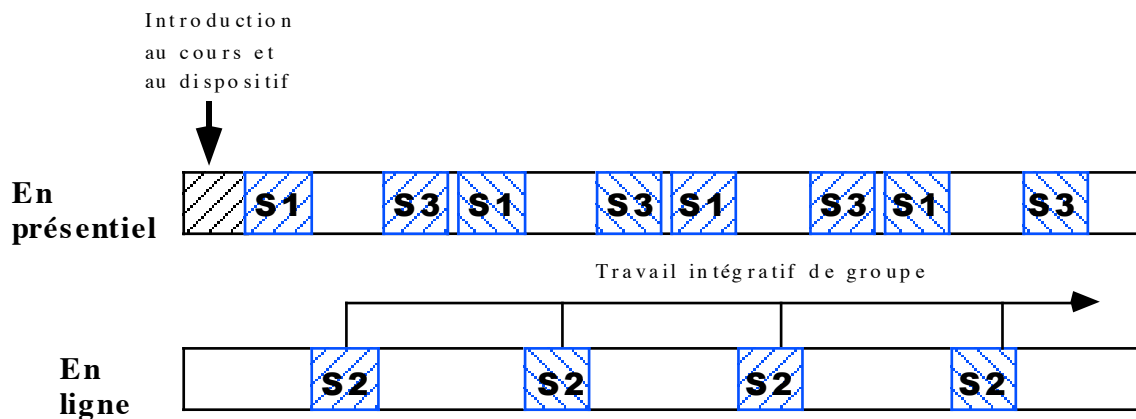 Introduction
au cours et
au dispositif
En
présentiel
S1 S3 S1 S3 S1 S3 S1 S3
Travail intégratif de groupe
En
ligne
S2 S2 S2 S2